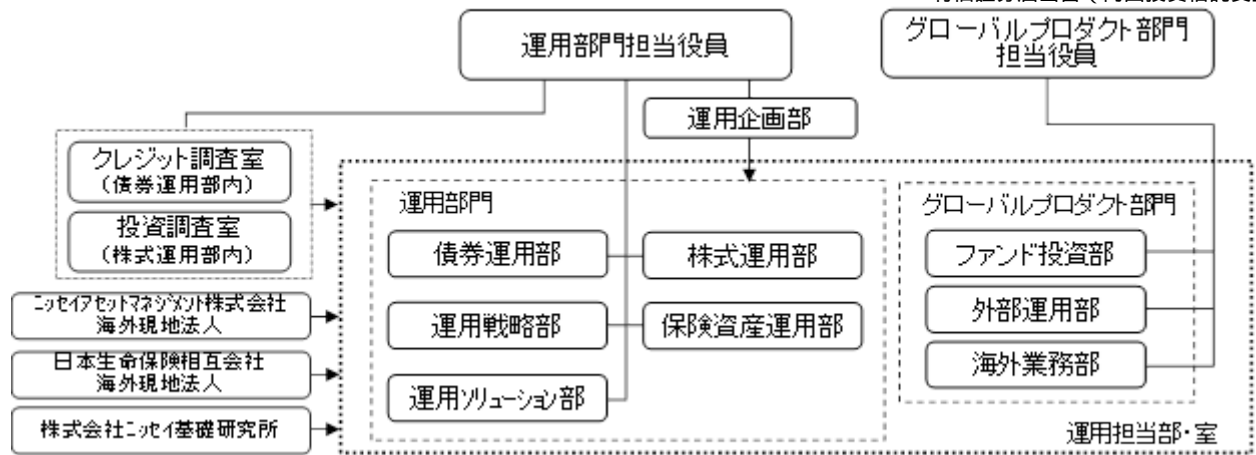 運用部門担当役員
グローバルプロダクト部門
担当役員
運用企画部
クレジット調査室
(債券運用部内)
投資調査室
(株式運用部内)
運用部門
グローバルプロダクト部門
債券運用部
株式運用部
ファンド投資部
ニッセイアセットマネジメント株式会社
海外現地法人
運用戦略部
保険資産運用部
外部運用部
日本生命保険相互会社
海外現地法人
海外業務部
運用ソリューション部
株式会社ニッセイ基礎研究所
運用担当部・室